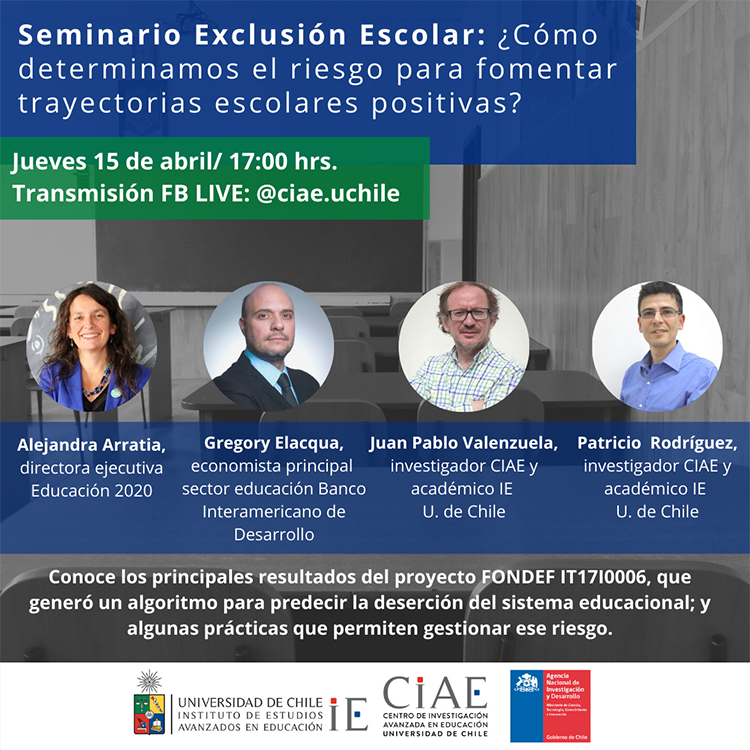 Seminario Exclusión Escolar: ¿Cómo
determinamos el riesgo para fomentar
trayectorias escolares positivas?
Jueves 15 de abril/ 17:00 hrs.
Transmisión FB LIVE: @ciae.uchile
Alejandra Arratia,
directora ejecutiva
Educación 2020
Gregory Elacqua,
economista principal
sector educación Banco
Interamericano de
Desarrollo
Juan Pablo Valenzuela,
investigador CIAE y
académico IE
U. de Chile
Patricio Rodríguez,
investigador CIAE y
académico IE
U. de Chile
Conoce los principales resultados del proyecto FONDEF IT17I0006, que
generó un algoritmo para predecir la deserción del sistema educacional; y
algunas prácticas que permiten gestionar ese riesgo.
UNIVERSIDAD DE CHILE
INSTITUTO DE ESTUDIOS
AVANZADOS EN EDUCACIÓN
iE
CiAE
CENTRO DE INVESTIGACIÓN
AVANZADA EN EDUCACIÓN
UNIVERSIDAD DE CHILE
Agencia
Nacional de
Investigación
y Desarrollo
Ministerio de Ciencia,
Tecnología, Conocimiento
e Innovación
Gobierno de Chile